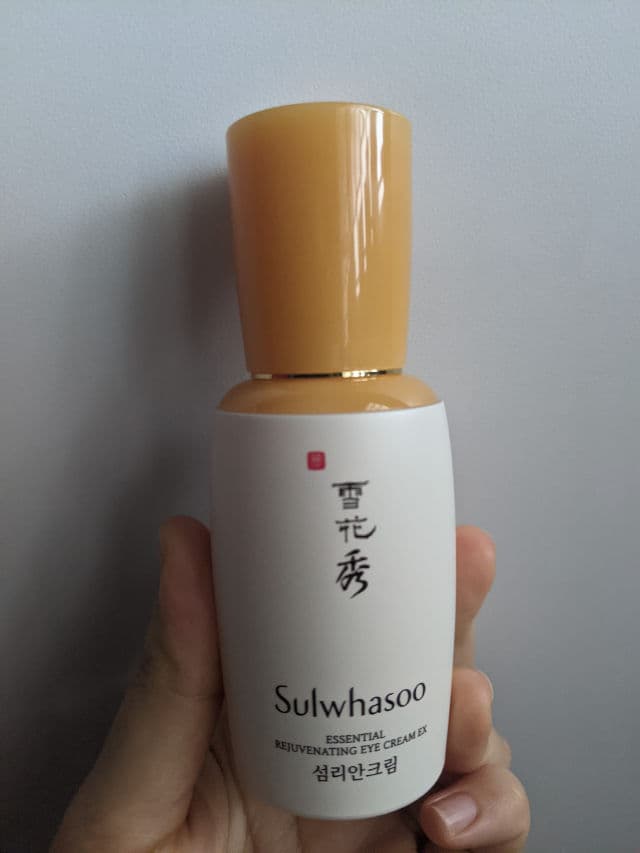 雪花秀
Sulwhasoo
ESSENTIAL
REJUVENATING EYE CREAM EX
섬리안크림